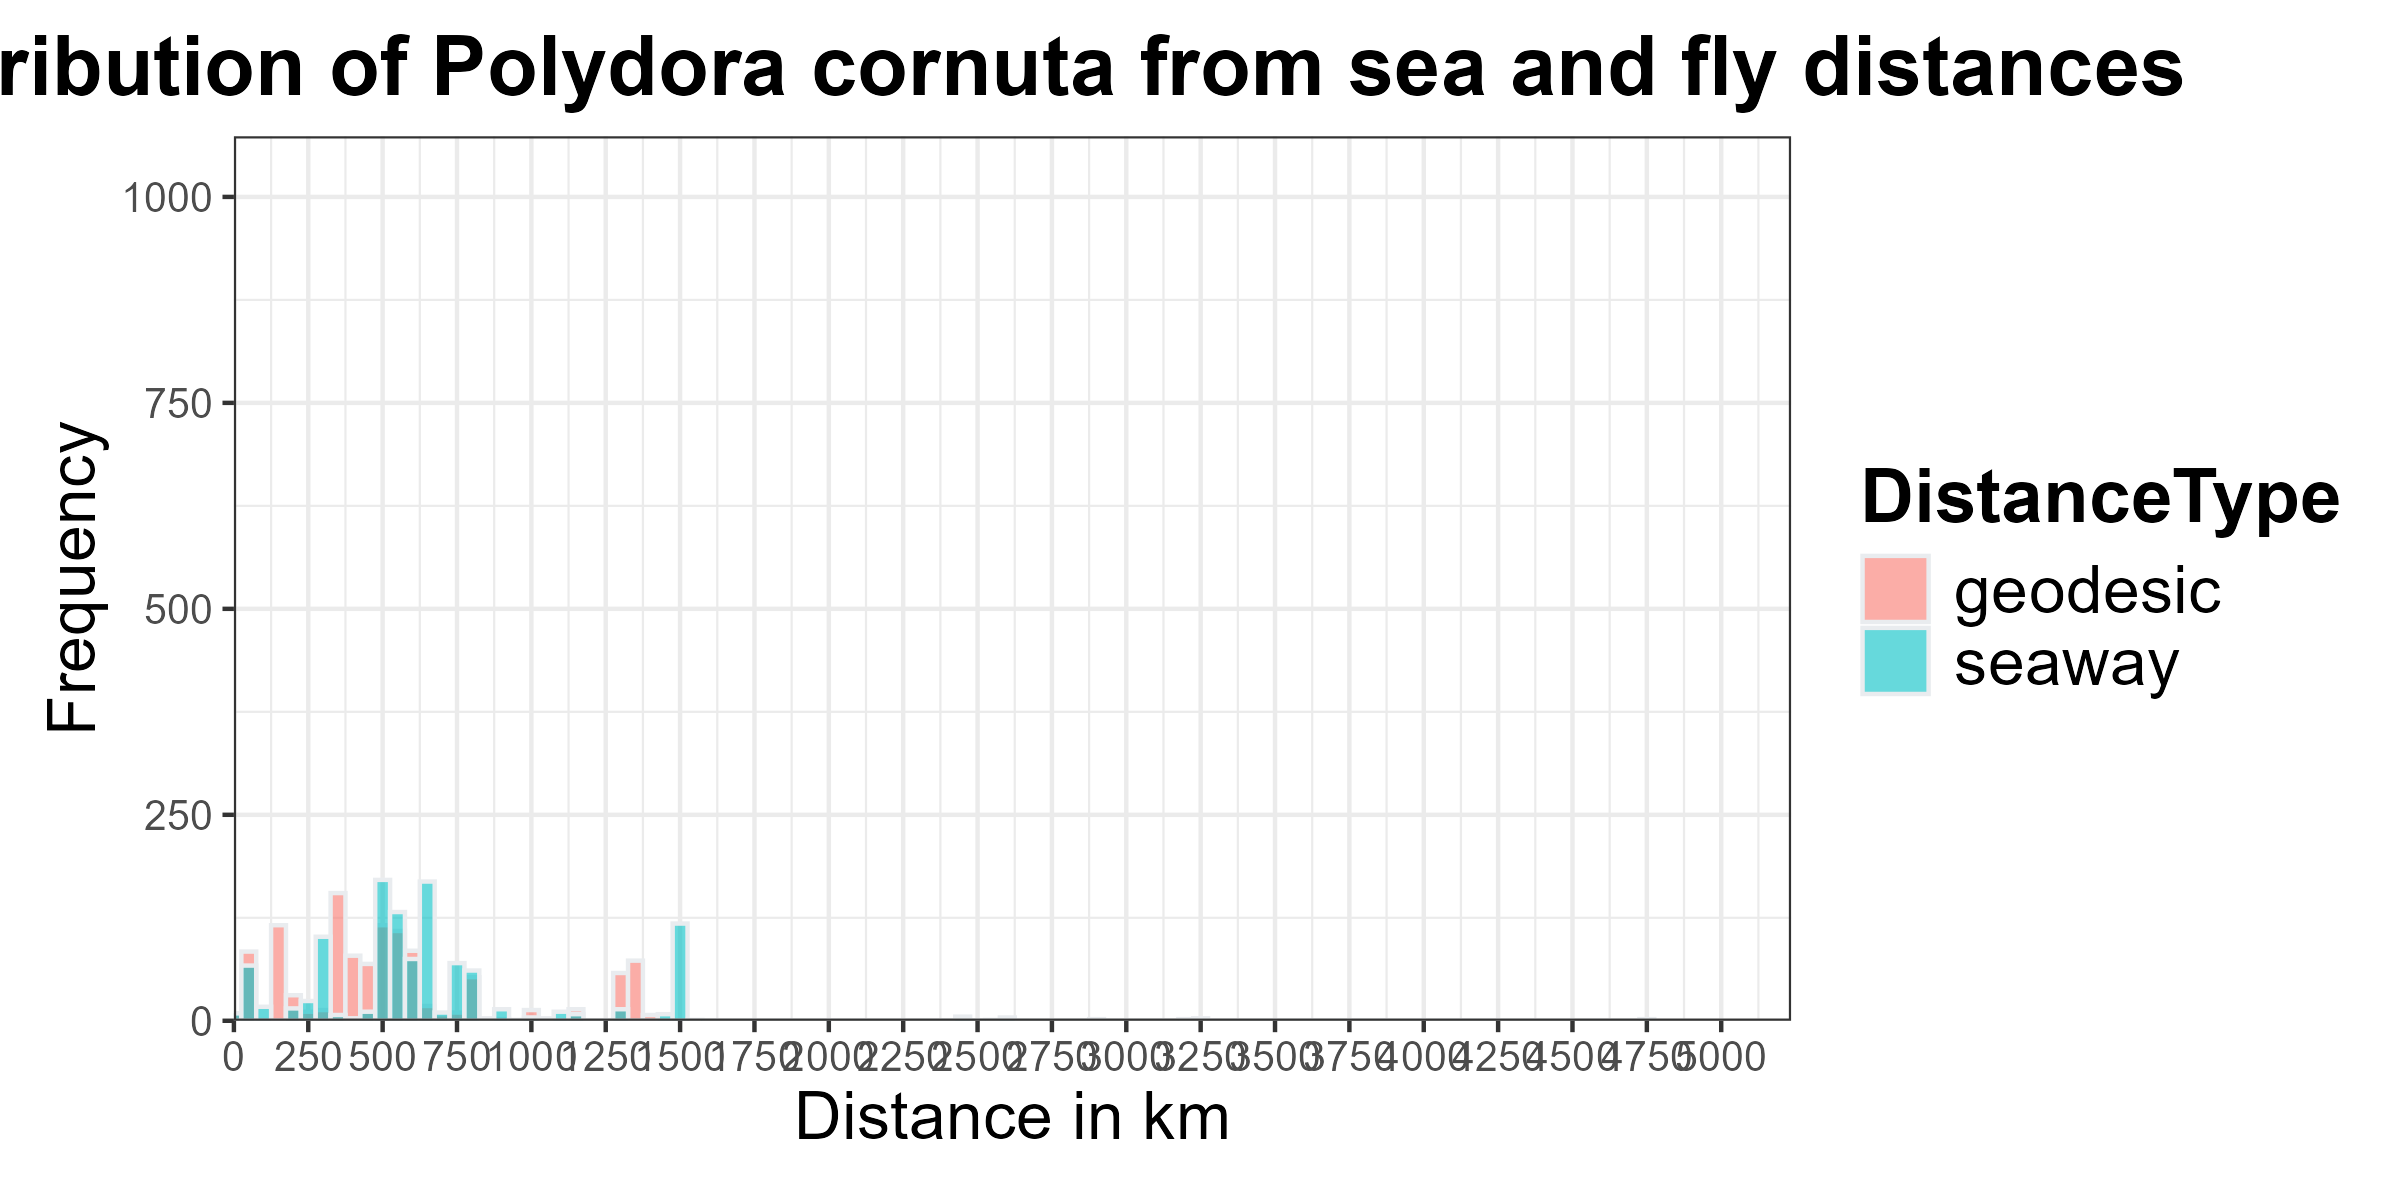 ribution of Polydora cornuta from sea and fly distances
1000
750
500
250
0
Frequency
0 250 500 750 1000 1250 1500 1750 2000 2250 2500 2750 3000 3250 3500 3750 4000 4250 4500 4750 5000
Distance in km
DistanceType
geodesic
seaway